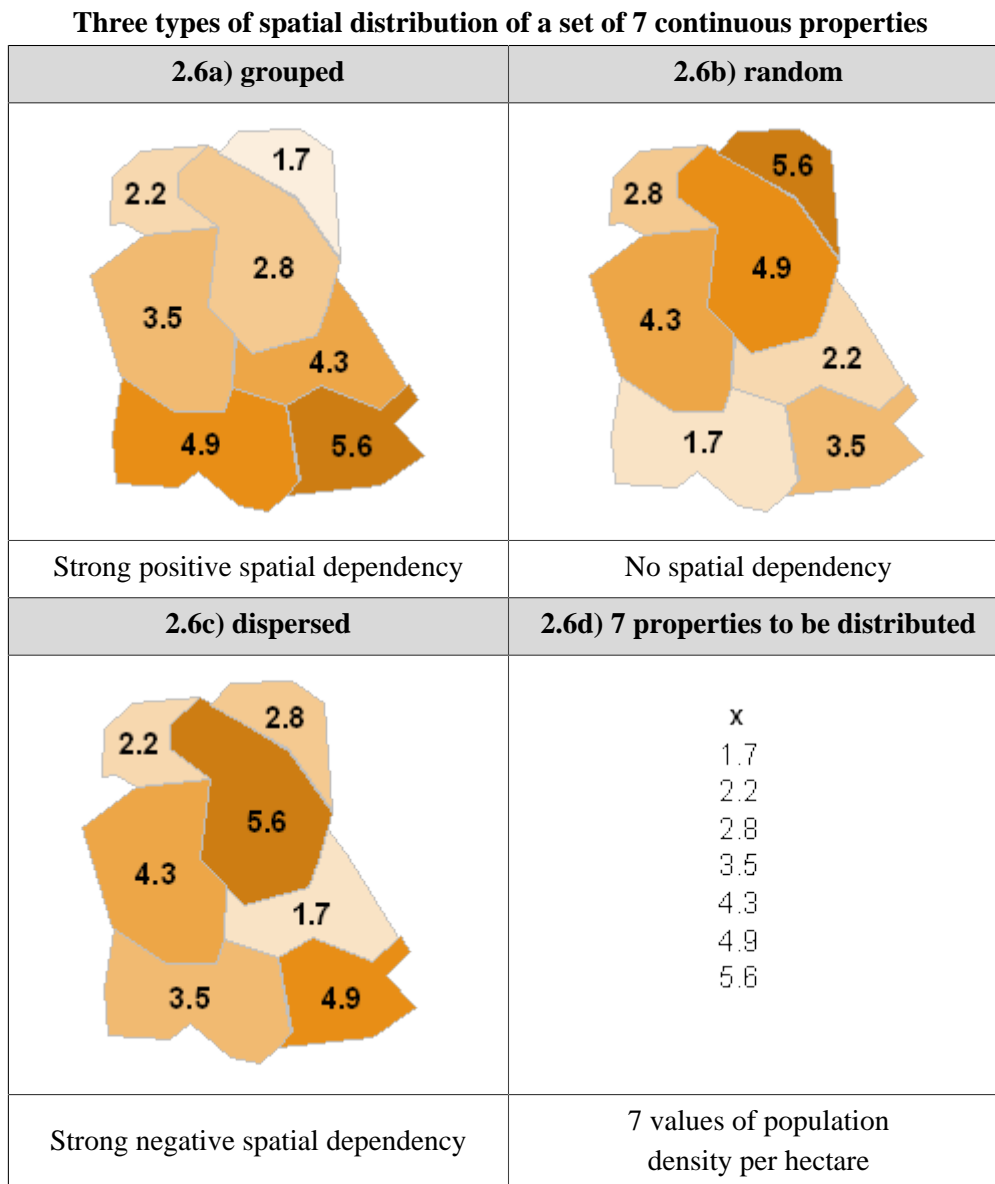 Three types of spatial distribution of a set of 7 continuous properties
2.6a) grouped
2.6b) random
1.7
2.2
2.8
3.5
4.3
4.9
5.6
5.6
2.8
4.9
4.3
2.2
1.7
3.5
Strong positive spatial dependency
No spatial dependency
2.6c) dispersed
2.6d) 7 properties to be distributed
2.8
2.2
5.6
4.3
1.7
3.5
4.9
x
1.7
2.2
2.8
3.5
4.3
4.9
5.6
Strong negative spatial dependency
7 values of population
density per hectare